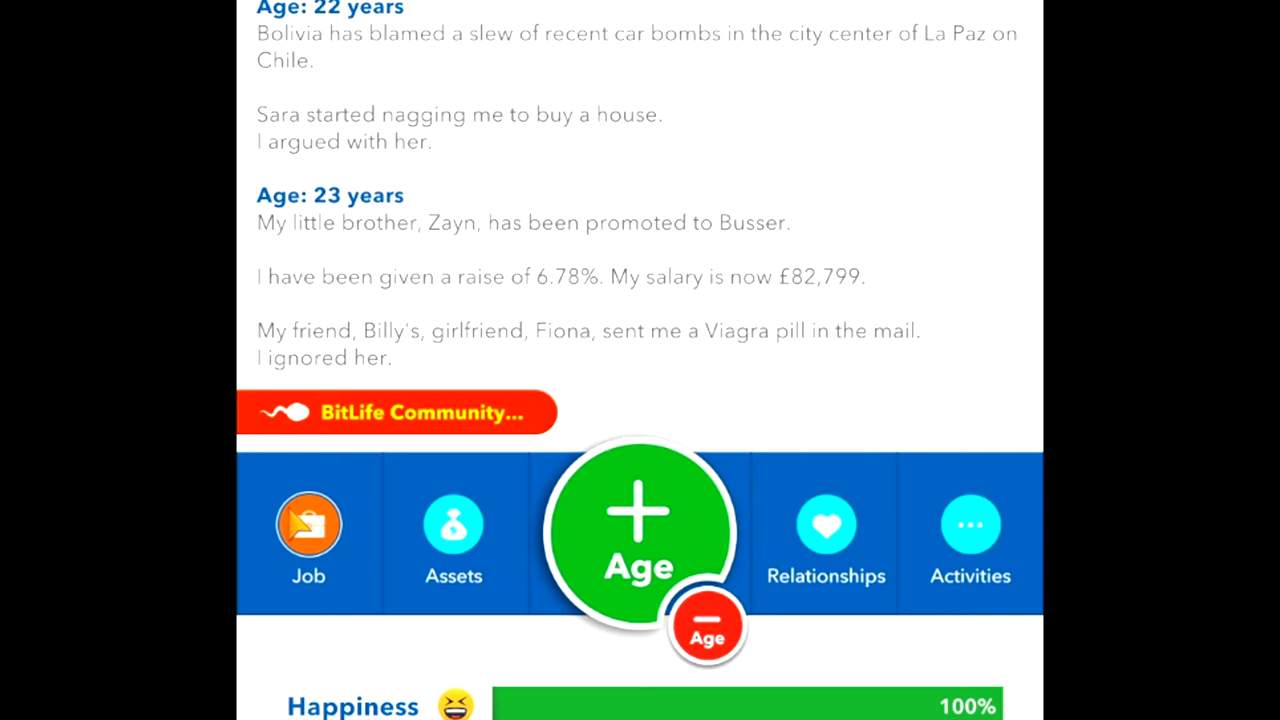 Age: 22 years
Bolivia has blamed a slew of recent car bombs in the city center of La Paz on
Chile.
Sara started nagging me to buy a house.
I argued with her.
Age: 23 years
My little brother, Zayn, has been promoted to Busser.
I have been given a raise of 6.78%. My salary is now £82,799.
My friend, Billy's, girlfriend, Fiona, sent me a Viagra pill in the mail.
I ignored her.
BitLife Community...
Job
Assets
Age
Relationships
Activities
Age
Happiness
100%